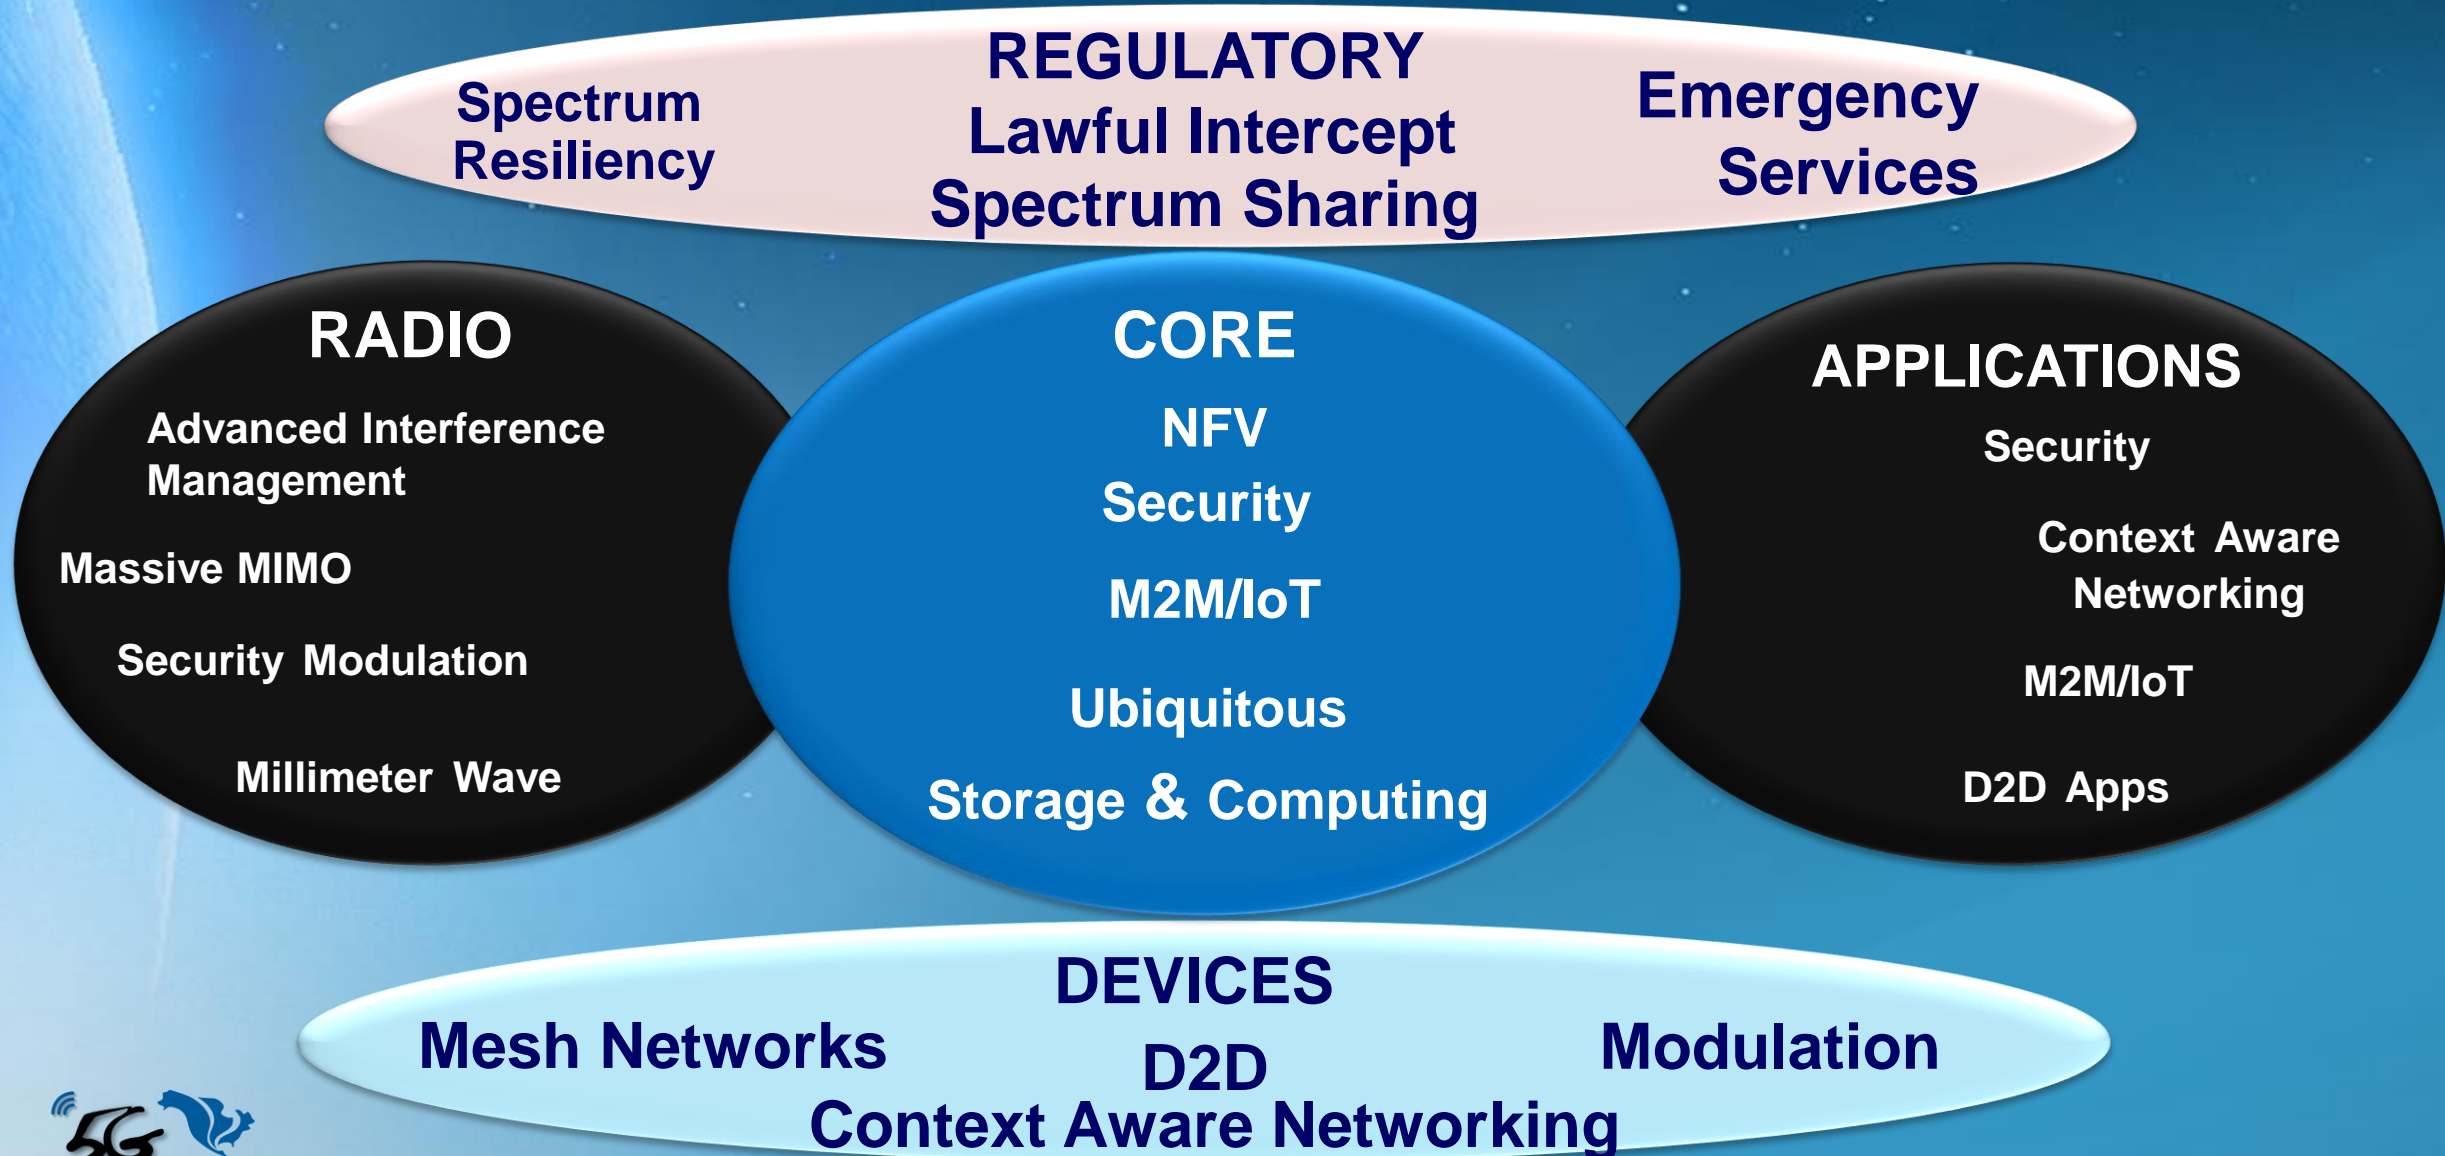 REGULATORY
Spectrum
Resiliency
Lawful Intercept
Spectrum Sharing
Emergency
Services
RADIO
Advanced Interference
Management
Massive MIMO
Security Modulation
Millimeter Wave
CORE
NFV
Security
M2M/IoT
Ubiquitous
Storage & Computing
APPLICATIONS
Security
Context Aware
Networking
M2M/IoT
D2D Apps
DEVICES
Mesh Networks
D2D
Modulation
Context Aware Networking
5G